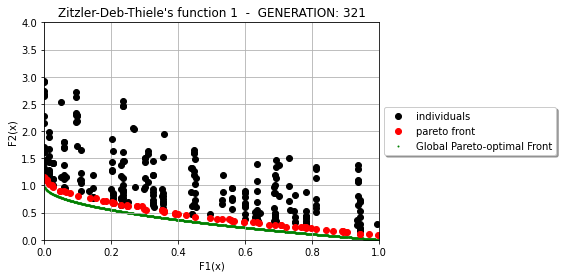 Zitzler-Deb-Thiele's function 1 - GENERATION: 321
4.0
3.5
3.0
2.5
2.0
1.5
1.0
0.5
0.0
F2(x)
0.0 0.2 0.4 0.6 0.8 1.0
F1(x)
individuals
pareto front
Global Pareto-optimal Front